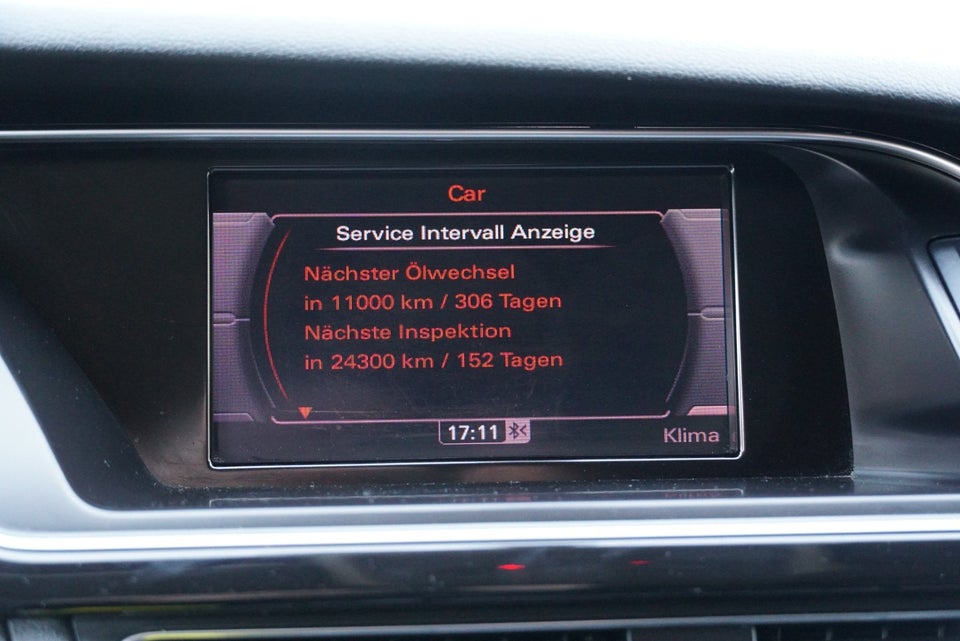 Car
Service Intervall Anzeige
Nächster Ölwechsel
in 11000 km / 306 Tagen
Nächste Inspektion
in 24300 km / 152 Tagen
17:11
Klima